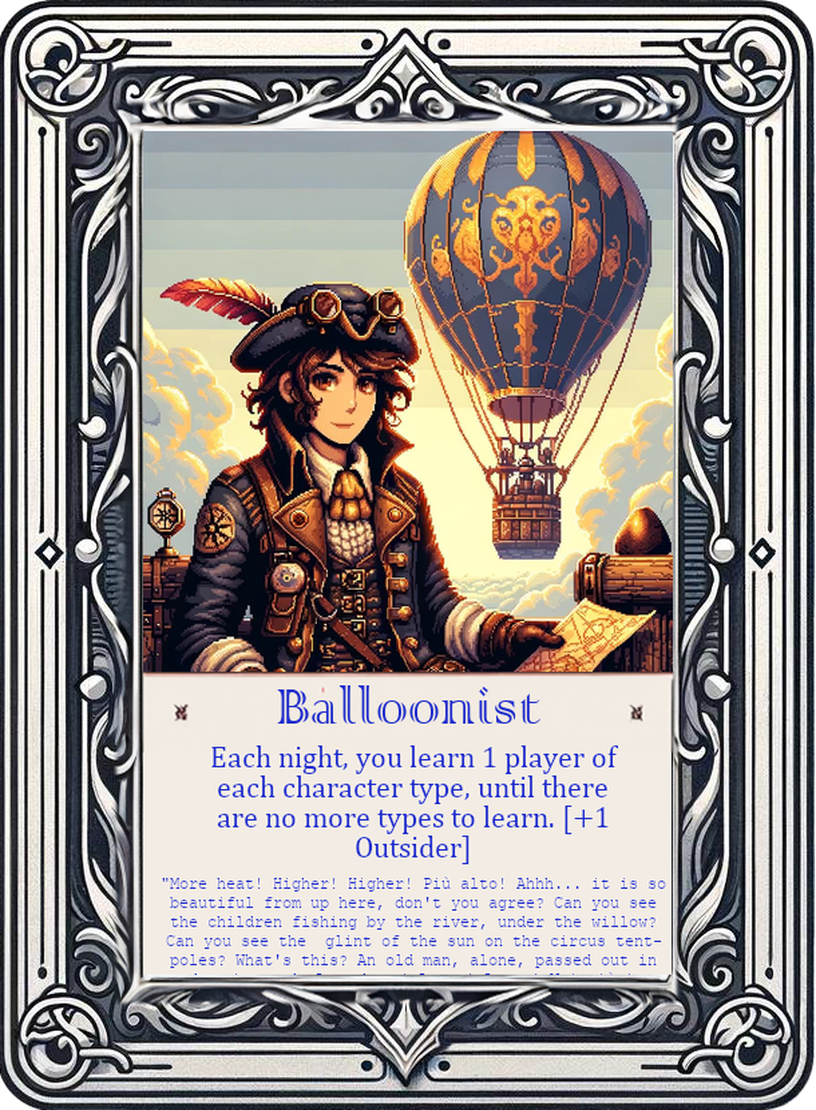 Balloonist
Each night, you learn 1 player of
each character type, until there
are no more types to learn. [+1
Outsider]
"More heat! Higher! Higher! Più alto! Ahhh... it is so
beautiful from up here, don't you agree? Can you see
the children fishing by the river, under the willow?
Can you see the  glint of the sun on the circus tent-
poles? What's this? An old man, alone, passed out in